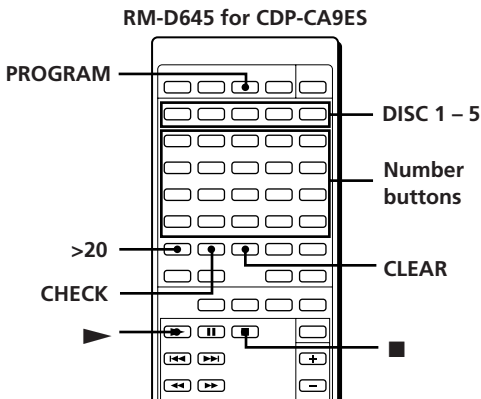 RM-D645 for CDP-CA9ES
PROGRAM
DISC 1 – 5
Number
buttons
>20
CLEAR
CHECK